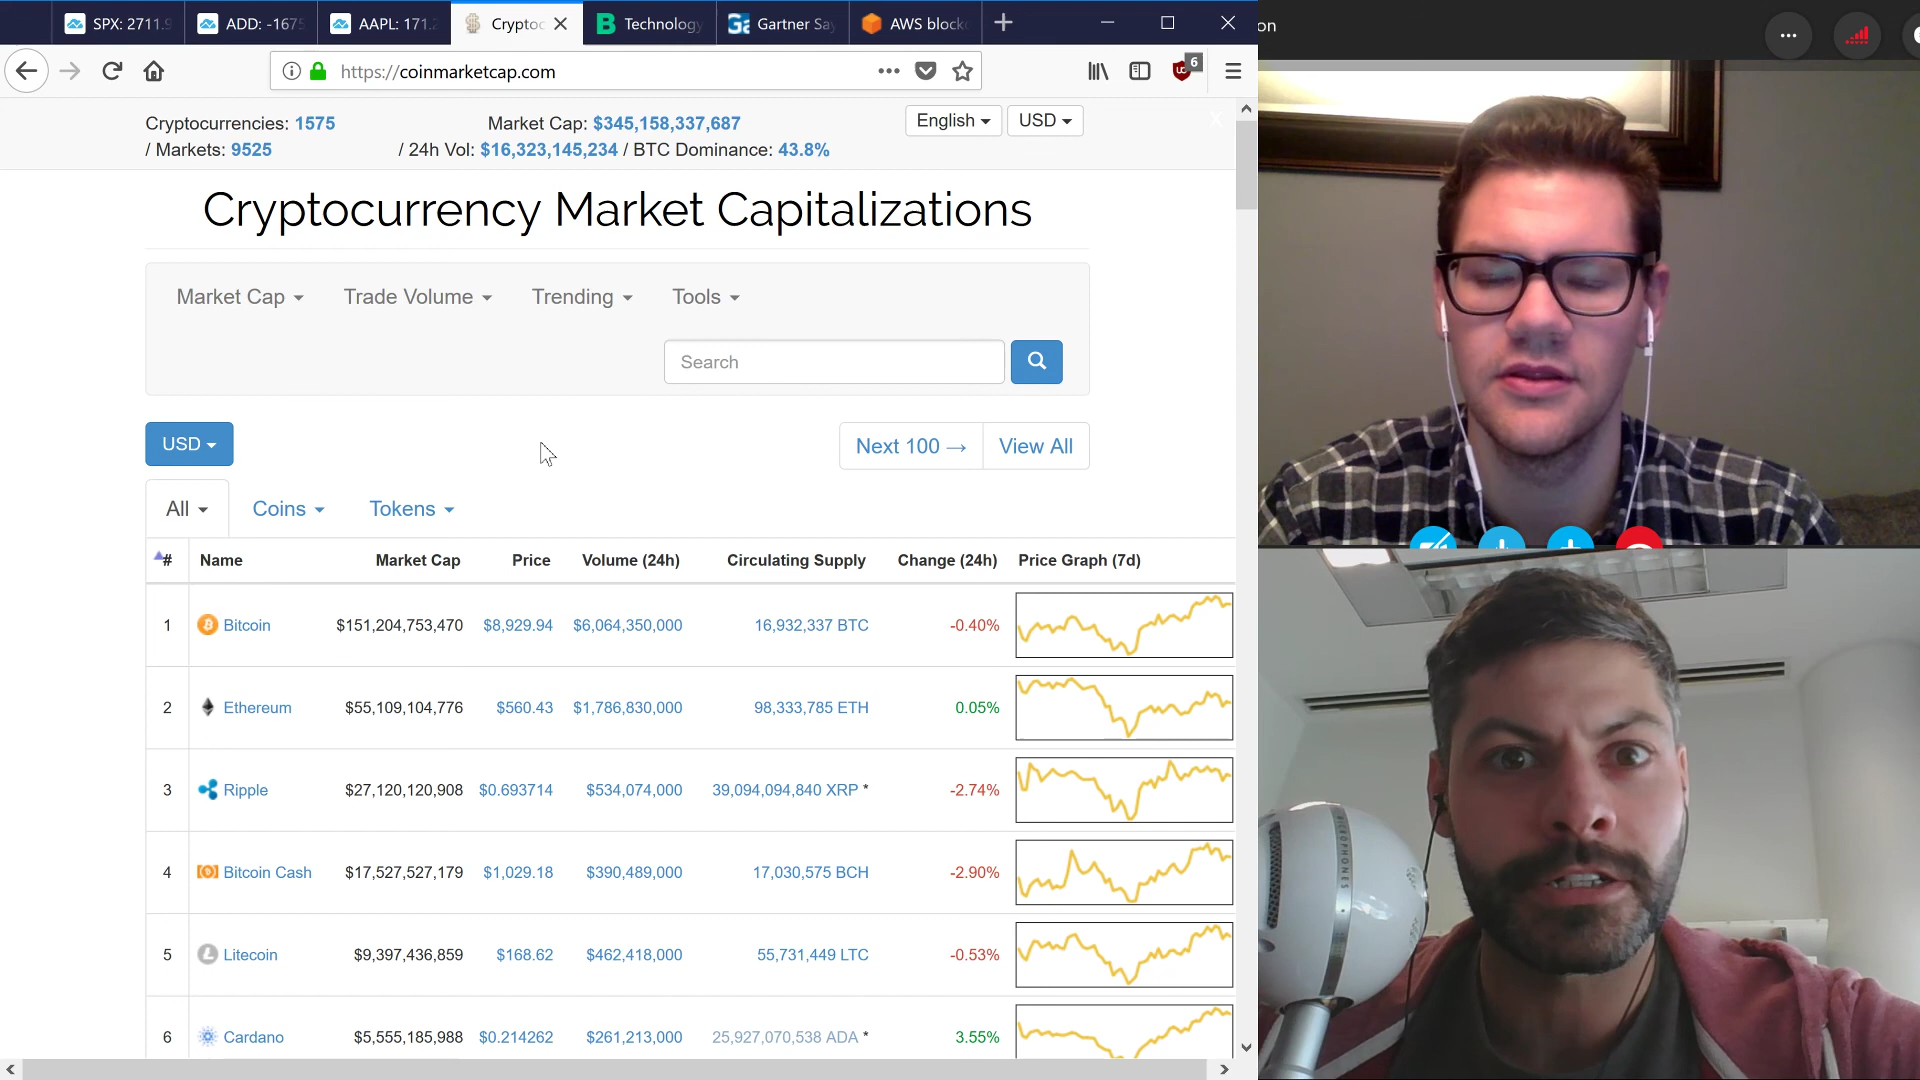 SPX: 2711.9
ADD: -1675
AAPL: 171.2
Cryptoc
Technology
Gartner Say
AWS block
on
https://coinmarketcap.com
6
Cryptocurrencies: 1575
/ Markets: 9525
Market Cap: $345,158,337,687
/ 24h Vol: $16,323,145,234 / BTC Dominance: 43.8%
English
USD
Cryptocurrency Market Capitalizations
Market Cap
Trade Volume
Trending
Tools
Search
USD
Next 100 →
View All
All
Coins
Tokens
# Name Market Cap Price Volume (24h) Circulating Supply Change (24h) Price Graph (7d)
1 Bitcoin $151,204,753,470 $8,929.94 $6,064,350,000 16,932,337 BTC -0.40%
2 Ethereum $55,109,104,776 $560.43 $1,786,830,000 98,333,785 ETH 0.05%
3 Ripple $27,120,120,908 $0.693714 $534,074,000 39,094,094,840 XRP * -2.74%
4 Bitcoin Cash $17,527,527,179 $1,029.18 $390,489,000 17,030,575 BCH -2.90%
5 Litecoin $9,397,436,859 $168.62 $462,418,000 55,731,449 LTC -0.53%
6 Cardano $5,555,185,988 $0.214262 $261,213,000 25,927,070,538 ADA * 3.55%
MICROPHONES